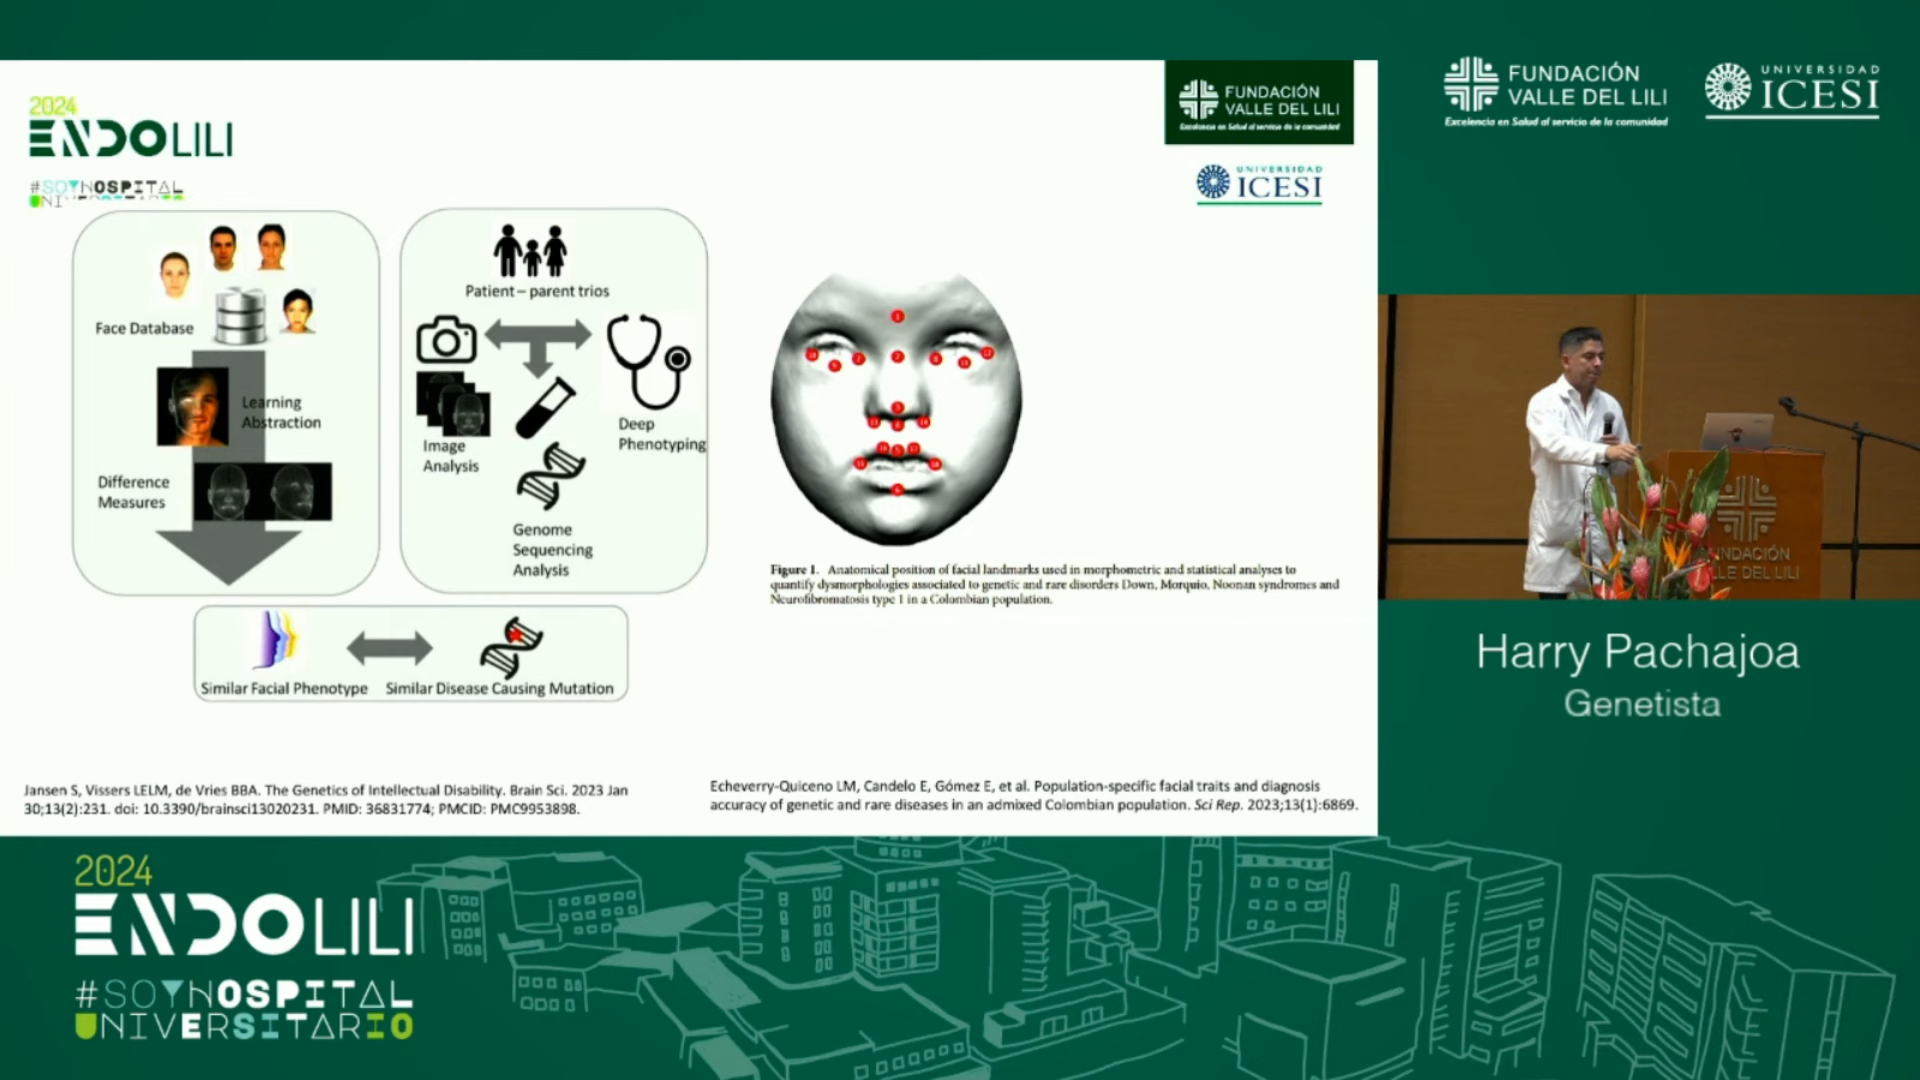 2024
ENDOLILI
#SOYHOSPITAL
FUNDACIÓN
VALLE DEL LILI
Excelencia en Salud al servicio de la comunidad
UNIVERSIDAD
ICESI
Face Database
Learning
Abstraction
Difference
Measures
Patient – parent trios
Image
Analysis
Deep
Phenotyping
Genome
Sequencing
Analysis
Similar Facial Phenotype
Similar Disease Causing Mutation
Figure 1. Anatomical position of facial landmarks used in morphometric and statistical analyses to
quantify dysmorphologies associated to genetic and rare disorders Down, Morquio, Noonan syndromes and
Neurofibromatosis type 1 in a Colombian population.
Jansen S, Vissers LELM, de Vries BBA. The Genetics of Intellectual Disability. Brain Sci. 2023 Jan
30;13(2):231. doi: 10.3390/brainsci13020231. PMID: 36831774; PMCID: PMC9953898.
Echeverry-Quiceno LM, Candelo E, Gómez E, et al. Population-specific facial traits and diagnosis
accuracy of genetic and rare diseases in an admixed Colombian population. Sci Rep. 2023;13(1):6869.
FUNDACIÓN
VALLE DEL LILI
Excelencia en Salud al servicio de la comunidad
UNIVERSIDAD
ICESI
NDACIÓN
LLE DEL LILI
Harry Pachajoa
Genetista
2024
ENDOLILI
#SOYHOSPITAL
UNIVERSITARIO